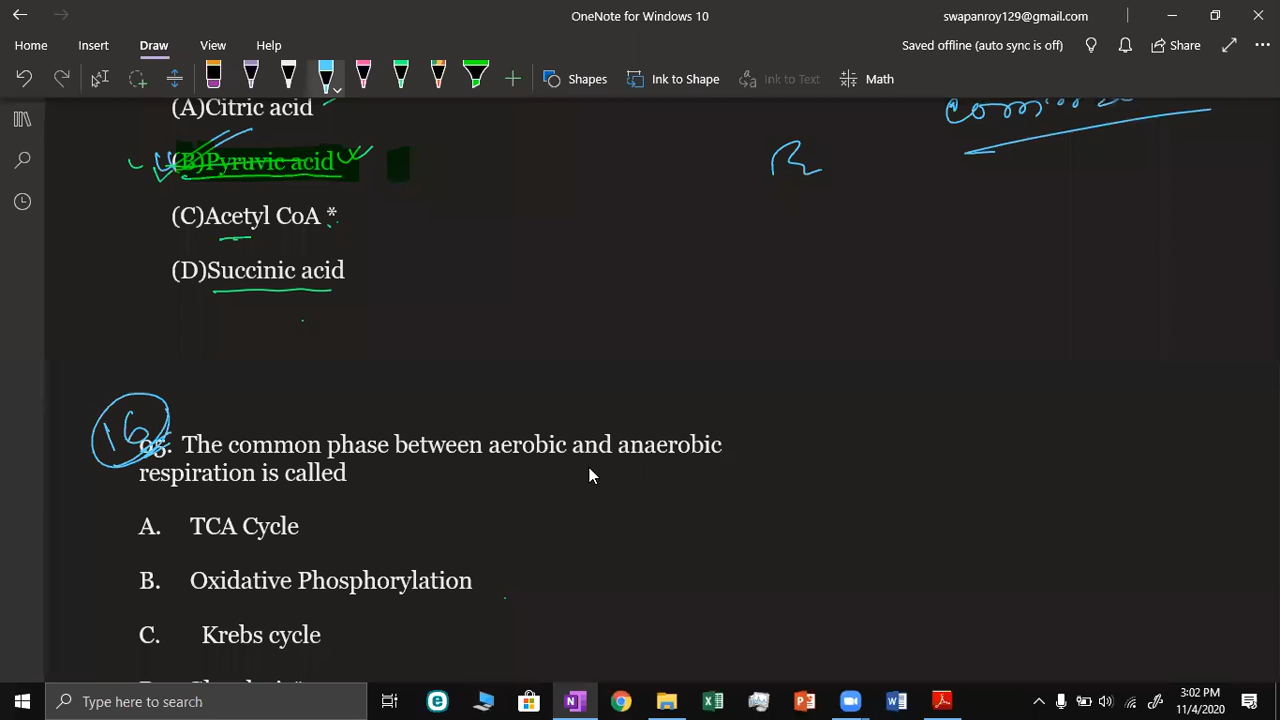 OneNote for Windows 10
swapanroy129@gmail.com
Home Insert Draw View Help
Saved offline (auto sync is off)
Share
Shapes
Ink to Shape
Ink to Text
Math
(A)Citric acid
(B)Pyruvic acid
(C)Acetyl CoA *
(D)Succinic acid
16
95. The common phase between aerobic and anaerobic
respiration is called
A. TCA Cycle
B. Oxidative Phosphorylation
C. Krebs cycle
Type here to search
3:02 PM
11/4/2020